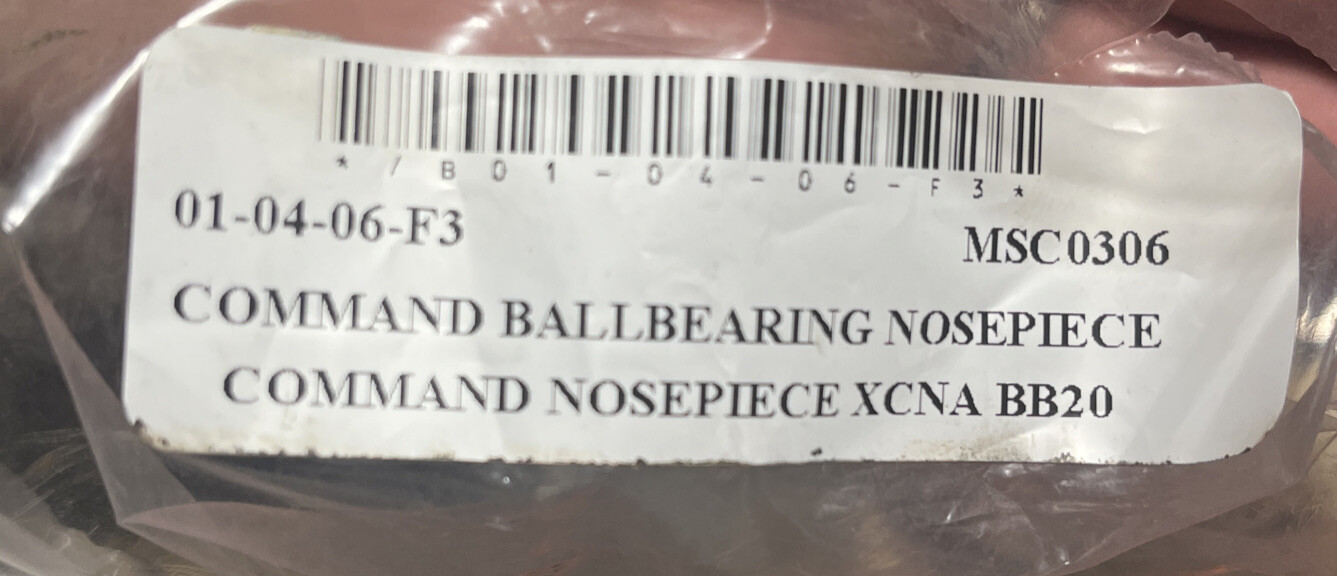 */B01-04-06-F3*
01-04-06-F3 MSC0306
COMMAND BALLBEARING NOSEPIECE
COMMAND NOSEPIECE XCNA BB20